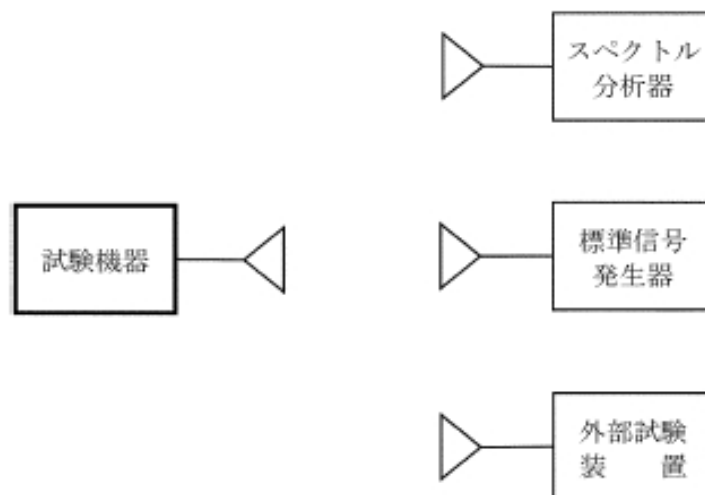 スペクトル
分析器
試験機器
標準信号
発生器
外部試験
装　　置